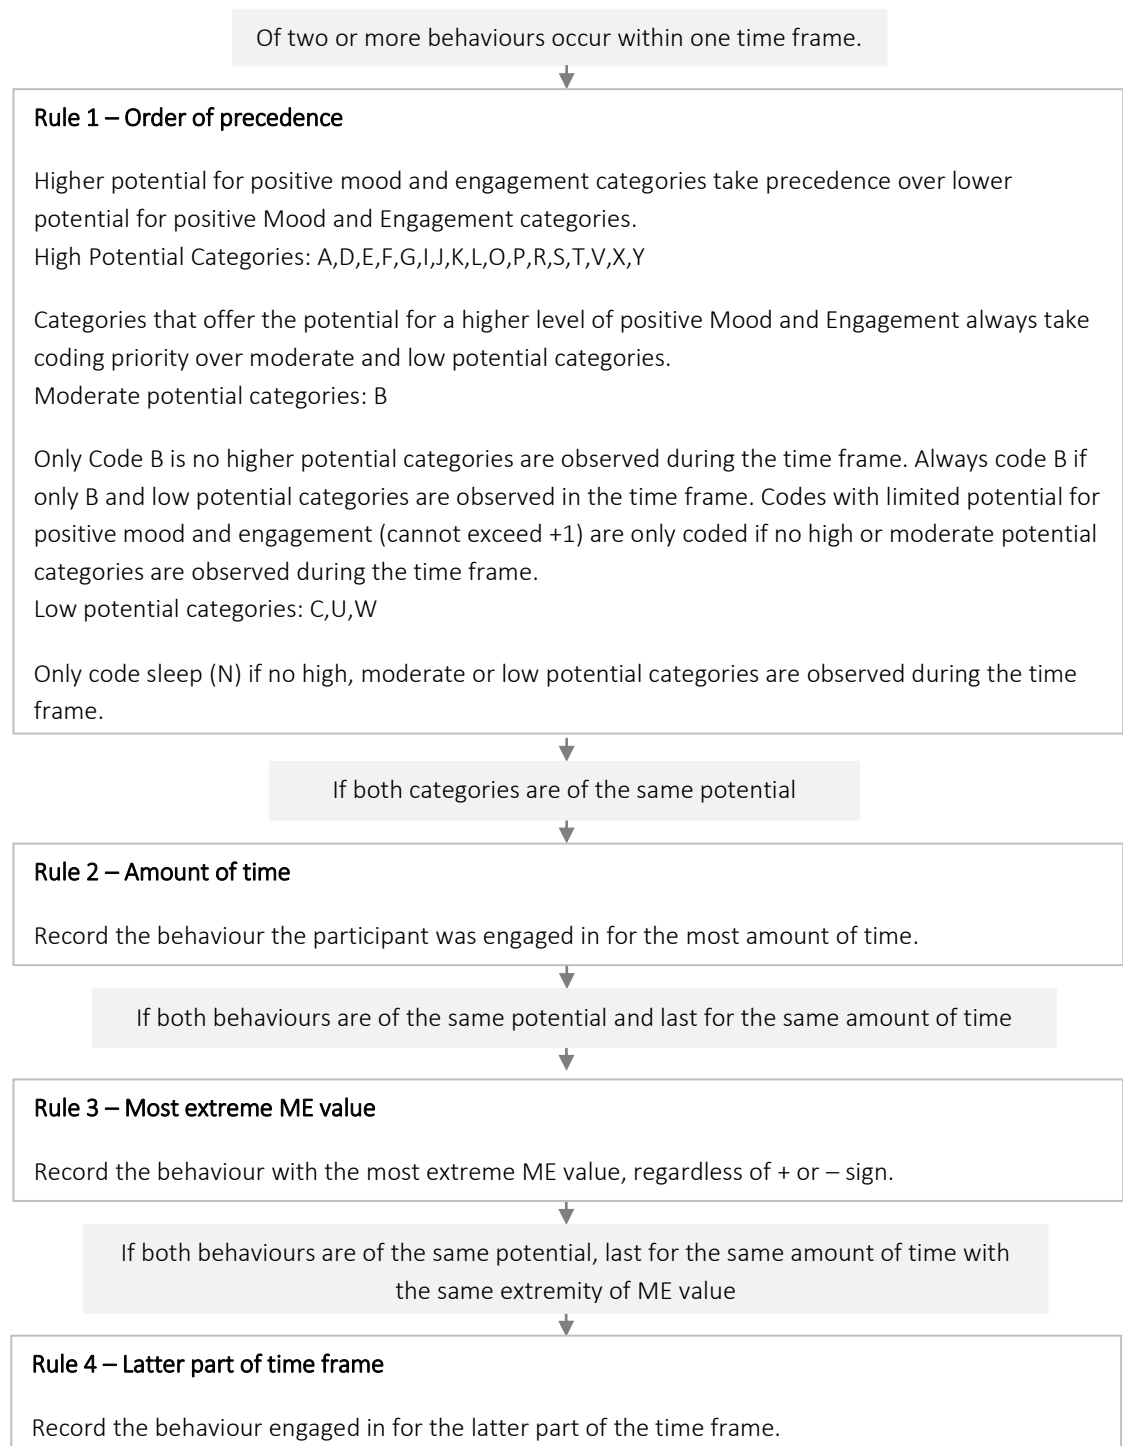 Of two or more behaviours occur within one time frame.
Rule 1 – Order of precedence
Higher potential for positive mood and engagement categories take precedence over lower
potential for positive Mood and Engagement categories.
High Potential Categories: A,D,E,F,G,I,J,K,L,O,P,R,S,T,V,X,Y
Categories that offer the potential for a higher level of positive Mood and Engagement always take
coding priority over moderate and low potential categories.
Moderate potential categories: B
Only Code B is no higher potential categories are observed during the time frame. Always code B if
only B and low potential categories are observed in the time frame. Codes with limited potential for
positive mood and engagement (cannot exceed +1) are only coded if no high or moderate potential
categories are observed during the time frame.
Low potential categories: C,U,W
Only code sleep (N) if no high, moderate or low potential categories are observed during the time
frame.
If both categories are of the same potential
Rule 2 – Amount of time
Record the behaviour the participant was engaged in for the most amount of time.
If both behaviours are of the same potential and last for the same amount of time
Rule 3 – Most extreme ME value
Record the behaviour with the most extreme ME value, regardless of + or – sign.
If both behaviours are of the same potential, last for the same amount of time with
the same extremity of ME value
Rule 4 – Latter part of time frame
Record the behaviour engaged in for the latter part of the time frame.